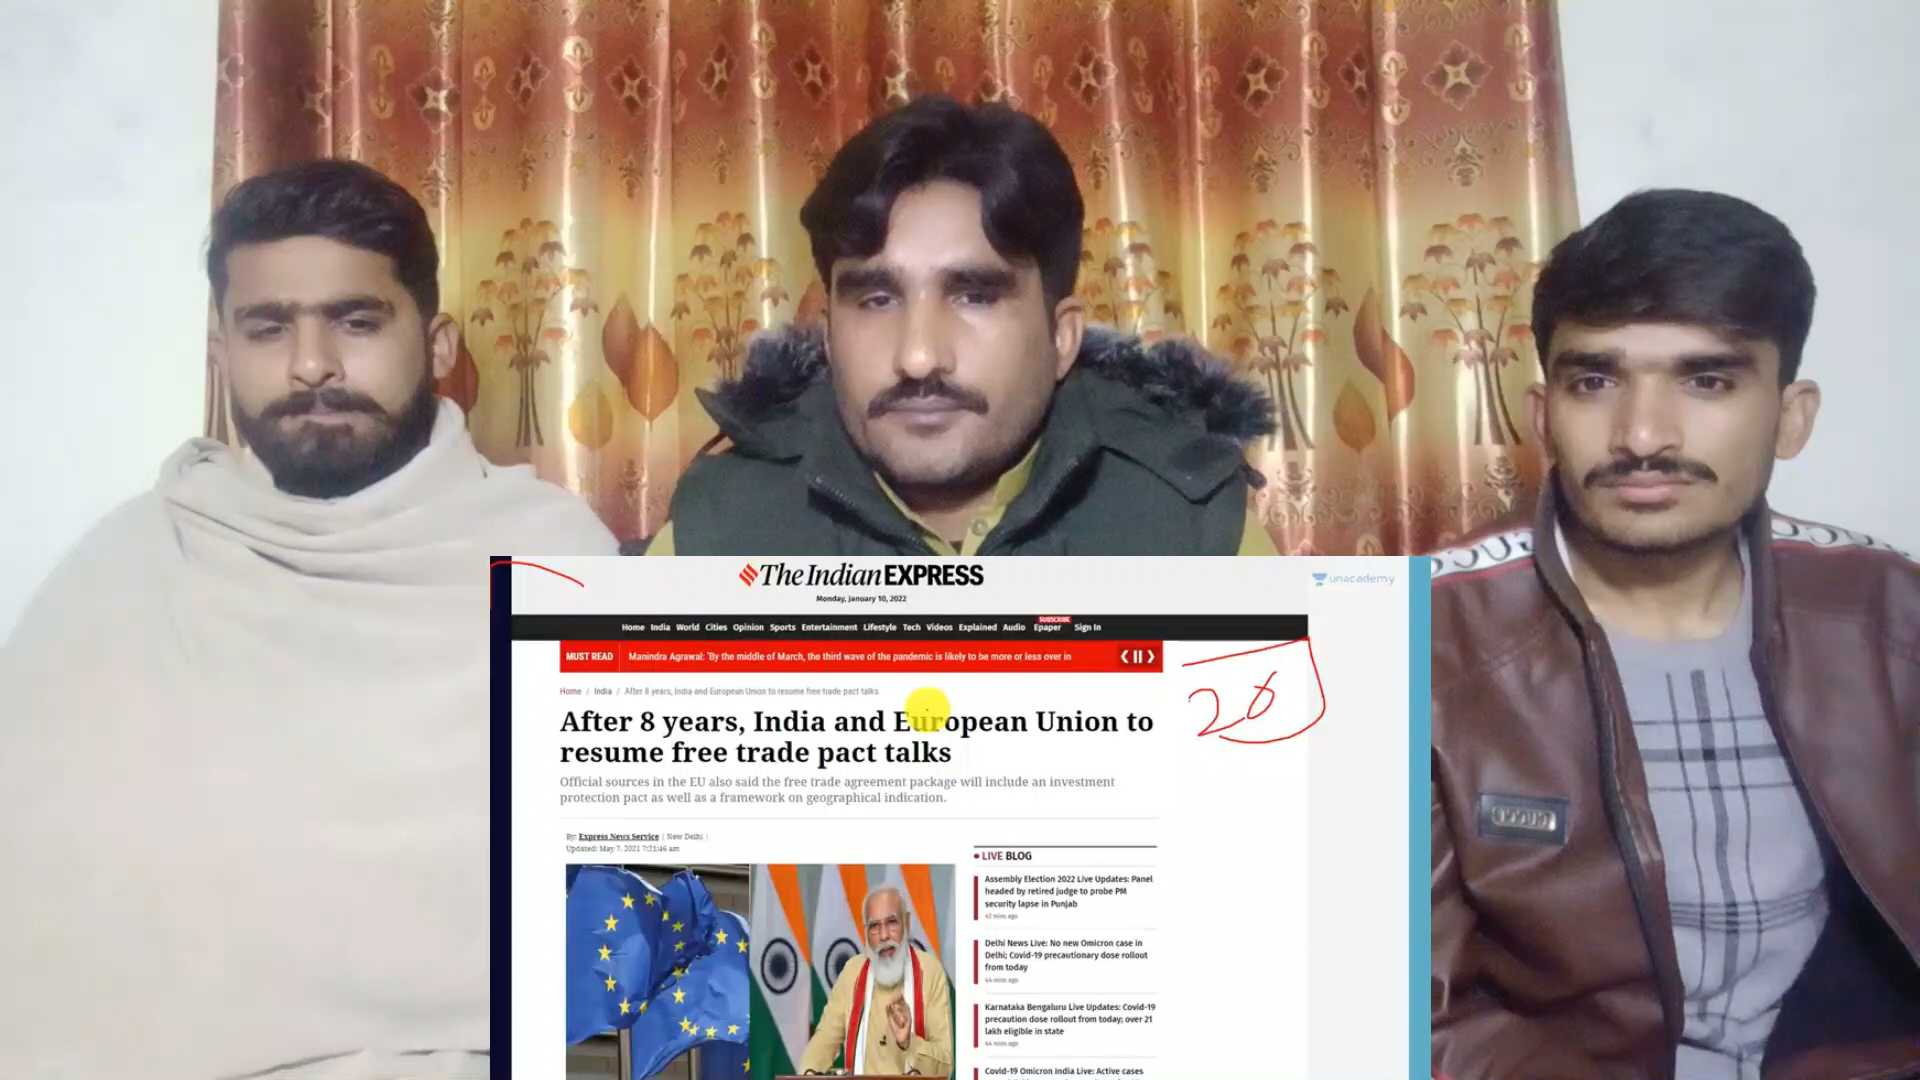 The Indian EXPRESS
unacademy
Monday, January 10, 2022
SUBSCRIBE
Home India World Cities Opinion Sports Entertainment Lifestyle Tech Videos Explained Audio Epaper Sign In
MUST READ Manindra Agrawal: 'By the middle of March, the third wave of the pandemic is likely to be more or less over in
Home / India / After 8 years, India and European Union to resume free trade pact talks
After 8 years, India and European Union to
resume free trade pact talks
Official sources in the EU also said the free trade agreement package will include an investment
protection pact as well as a framework on geographical indication.
By: Express News Service | New Delhi |
Updated: May 7, 2021 7:21:46 am
LIVE BLOG
Assembly Election 2022 Live Updates: Panel
headed by retired judge to probe PM
security lapse in Punjab
42 mins ago
Delhi News Live: No new Omicron case in
Delhi; Covid-19 precautionary dose rollout
from today
44 mins ago
Karnataka Bengaluru Live Updates: Covid-19
precaution dose rollout from today; over 21
lakh eligible in state
44 mins ago
Covid-19 Omicron India Live: Active cases